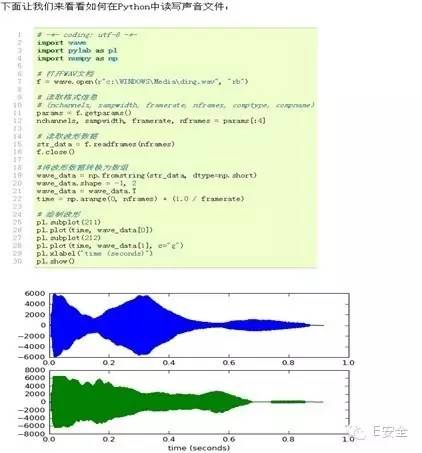 下面让我们来看看如何在Python中读写声音文件：
1 # -*- coding: utf-8 -*-
2 import wave
3 import pylab as pl
4 import numpy as np
5
6 # 打开WAV文档
7 f = wave.open(r"c:\WINDOWS\Media\ding.wav", "rb")
8
9 # 读取格式信息
10 # (nchannels, sampwidth, framerate, nframes, comptype, compname)
11 params = f.getparams()
12 nchannels, sampwidth, framerate, nframes = params[:4]
13
14 # 读取波形数据
15 str_data = f.readframes(nframes)
16 f.close()
17
18 #将波形数据转换为数组
19 wave_data = np.fromstring(str_data, dtype=np.short)
20 wave_data.shape = -1, 2
21 wave_data = wave_data.T
22 time = np.arange(0, nframes) * (1.0 / framerate)
23
24 # 绘制波形
25 pl.subplot(211)
26 pl.plot(time, wave_data[0])
27 pl.subplot(212)
28 pl.plot(time, wave_data[1], c="g")
29 pl.xlabel("time (seconds)")
30 pl.show()
6000
4000
2000
0
−2000
−4000
−6000
0.0 0.2 0.4 0.6 0.8 1.0
8000
6000
4000
2000
0
−2000
−4000
−6000
−8000
0.0 0.2 0.4 0.6 0.8 1.0
time (seconds)
E安全